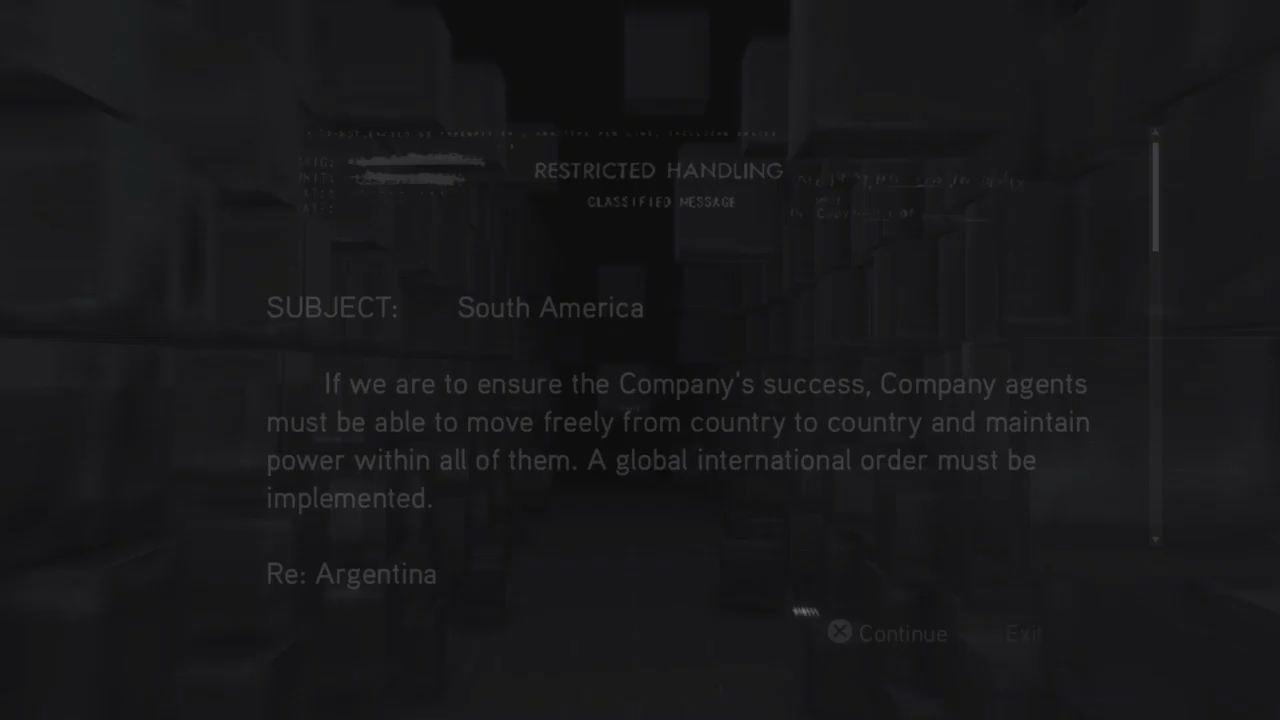 RESTRICTED HANDLING
CLASSIFIED MESSAGE
SUBJECT: South America
If we are to ensure the Company's success, Company agents
must be able to move freely from country to country and maintain
power within all of them. A global international order must be
implemented.
Re: Argentina
Continue Exit